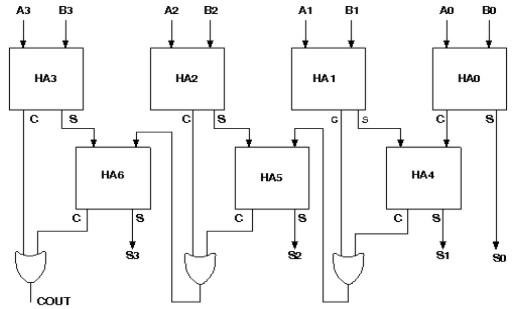 A3 B3 A2 B2 A1 B1 A0 B0
HA3 HA2 HA1 HA0
C S C S C S C S
HA6 HA5 HA4
C S C S C S
S3 S2 S1 S0
COUT